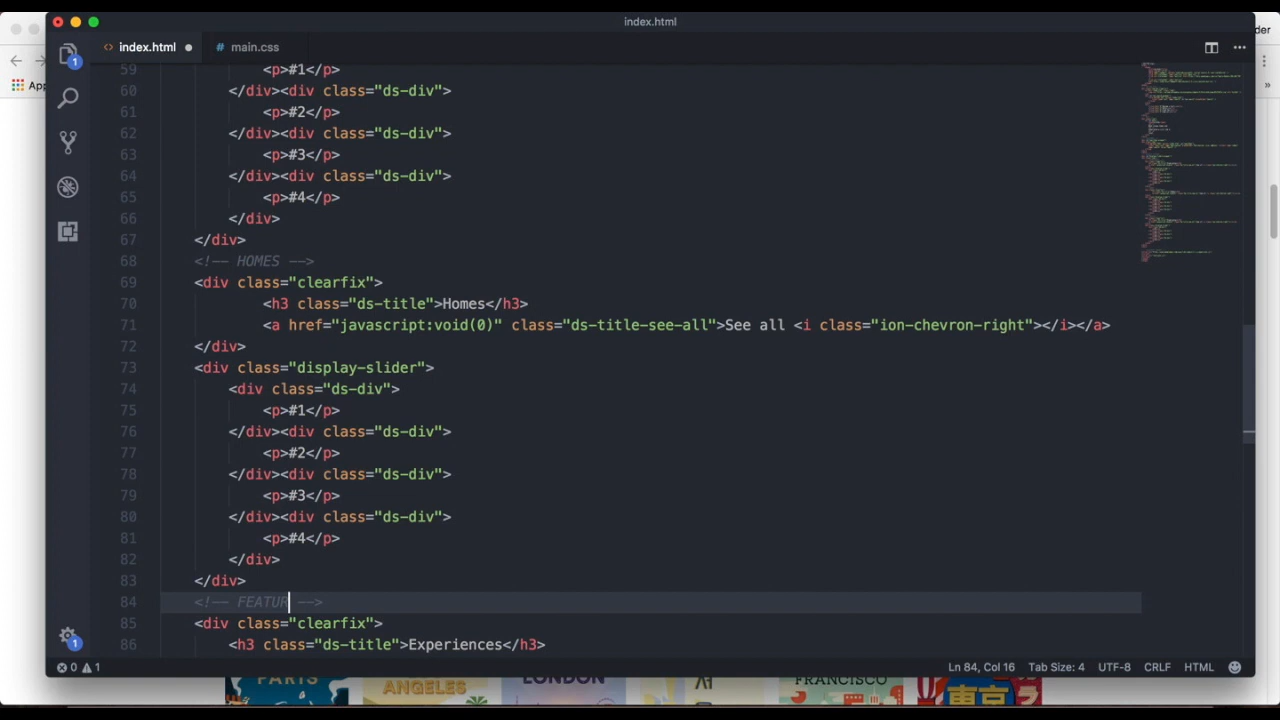 index.html
der
<> index.html ● # main.css ...
App »
1
59 <p>#1</p>
60 </div><div class="ds-div">
61 <p>#2</p>
62 </div><div class="ds-div">
63 <p>#3</p>
64 </div><div class="ds-div">
65 <p>#4</p>
66 </div>
67 </div>
68 <!-- HOMES -->
69 <div class="clearfix">
70 <h3 class="ds-title">Homes</h3>
71 <a href="javascript:void(0)" class="ds-title-see-all">See all <i class="ion-chevron-right"></i></a>
72 </div>
73 <div class="display-slider">
74 <div class="ds-div">
75 <p>#1</p>
76 </div><div class="ds-div">
77 <p>#2</p>
78 </div><div class="ds-div">
79 <p>#3</p>
80 </div><div class="ds-div">
81 <p>#4</p>
82 </div>
83 </div>
84 <!-- FEATUR -->
85 <div class="clearfix">
86 <h3 class="ds-title">Experiences</h3>
1
0 1 Ln 84, Col 16 Tab Size: 4 UTF-8 CRLF HTML
PARIS ANGELES LONDON 서 FRANCISCO 東京